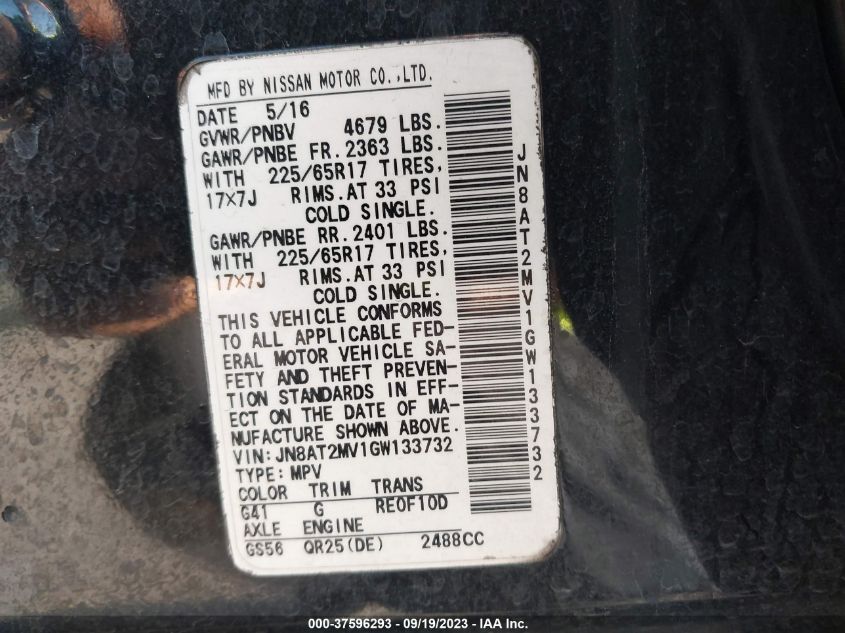 MFD BY NISSAN MOTOR CO.,LTD.
DATE 5/16
GVWR/PNBV 4679 LBS.
GAWR/PNBE FR.2363 LBS.
WITH 225/65R17 TIRES,
17×7J RIMS.AT 33 PSI
COLD SINGLE.
GAWR/PNBE RR.2401 LBS.
WITH 225/65R17 TIRES,
17×7J RIMS.AT 33 PSI
COLD SINGLE.
THIS VEHICLE CONFORMS
TO ALL APPLICABLE FED-
ERAL MOTOR VEHICLE SA-
FETY AND THEFT PREVEN-
TION STANDARDS IN EFF-
ECT ON THE DATE OF MA-
NUFACTURE SHOWN ABOVE.
VIN:JN8AT2MV1GW133732
TYPE:MPV
COLOR TRIM TRANS
G41 G RE0F10D
AXLE ENGINE
GS56 QR25(DE) 2488CC
JN8AT2MV1GW133732
000-37596293 - 09/19/2023 - IAA Inc.